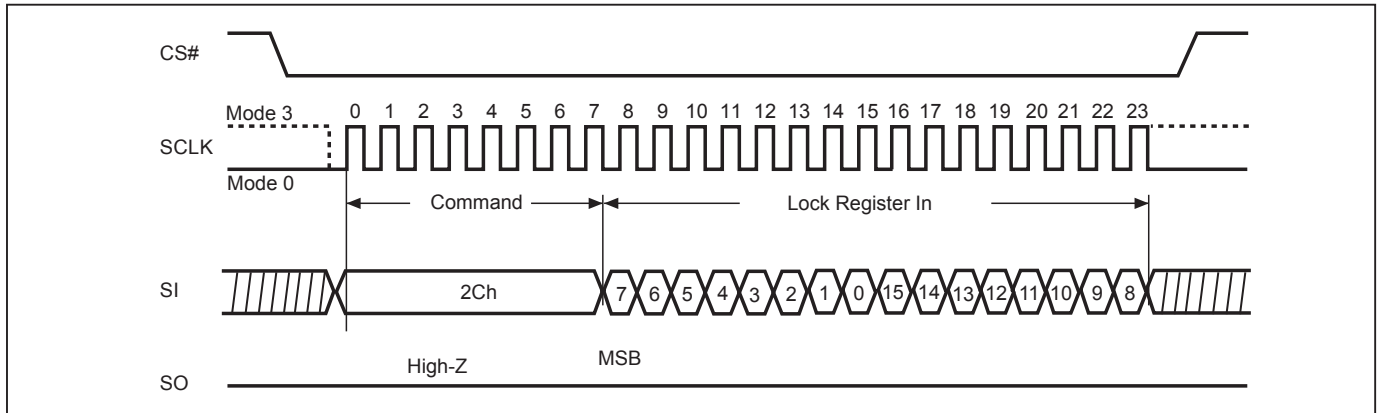 CS#
Mode 3
0 1 2 3 4 5 6 7 8 9 10 11 12 13 14 15 16 17 18 19 20 21 22 23
SCLK
Mode 0
Command
Lock Register In
SI
2Ch
7 6 5 4 3 2 1 0 15 14 13 12 11 10 9 8
High-Z
MSB
SO